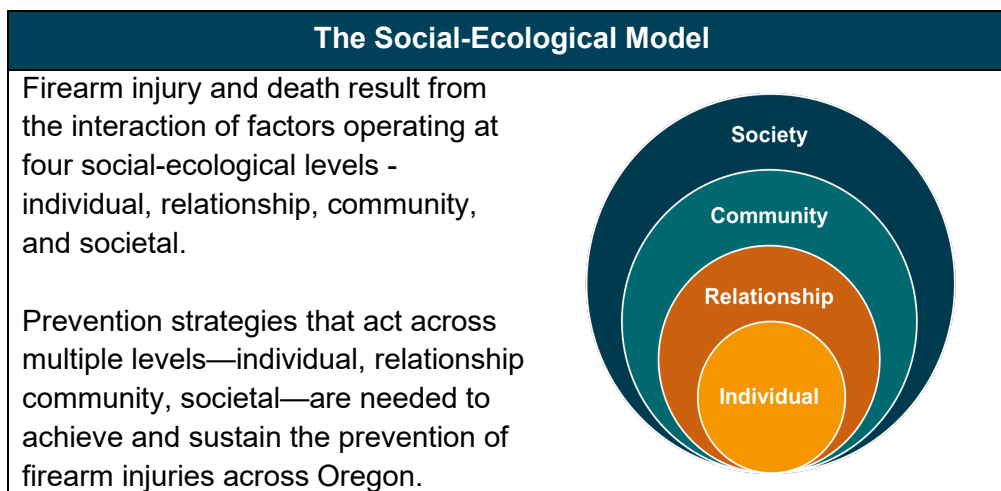 The Social-Ecological Model
Firearm injury and death result from
the interaction of factors operating at
four social-ecological levels -
individual, relationship, community,
and societal.
Prevention strategies that act across
multiple levels—individual, relationship
community, societal—are needed to
achieve and sustain the prevention of
firearm injuries across Oregon.
Society
Community
Relationship
Individual